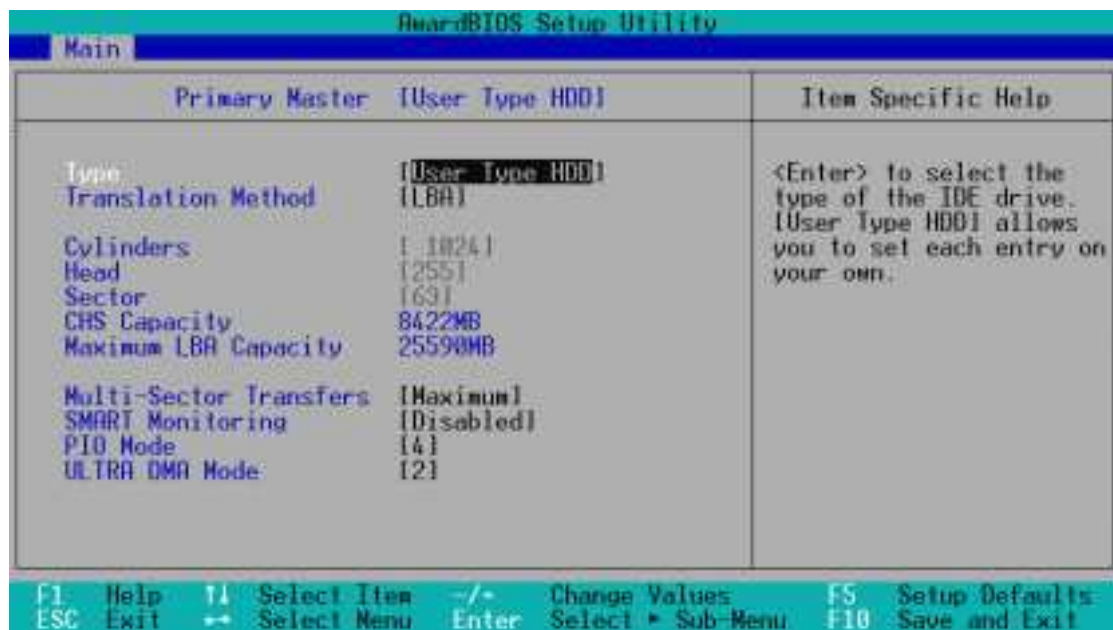 AwardBIOS Setup Utility
Main
Primary Master [User Type HDD]
Item Specific Help
Type [User Type HDD]
Translation Method [LBA]
Cylinders [ 1024]
Head [255]
Sector [63]
CHS Capacity 8422MB
Maximum LBA Capacity 25590MB
Multi-Sector Transfers [Maximum]
SMART Monitoring [Disabled]
PIO Mode [4]
ULTRA DMA Mode [2]
<Enter> to select the
type of the IDE drive.
[User Type HDD] allows
you to set each entry on
your own.
F1 Help ↑↓ Select Item -/+ Change Values F5 Setup Defaults
ESC Exit ←→ Select Menu Enter Select ► Sub-Menu F10 Save and Exit